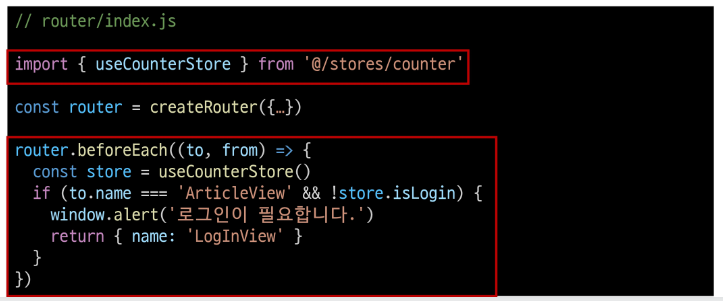 // router/index.js
import { useCounterStore } from '@/stores/counter'
const router = createRouter({…})
router.beforeEach((to, from) => {
const store = useCounterStore()
if (to.name === 'ArticleView' && !store.isLogin) {
window.alert('로그인이 필요합니다.')
return { name: 'LogInView' }
}
})